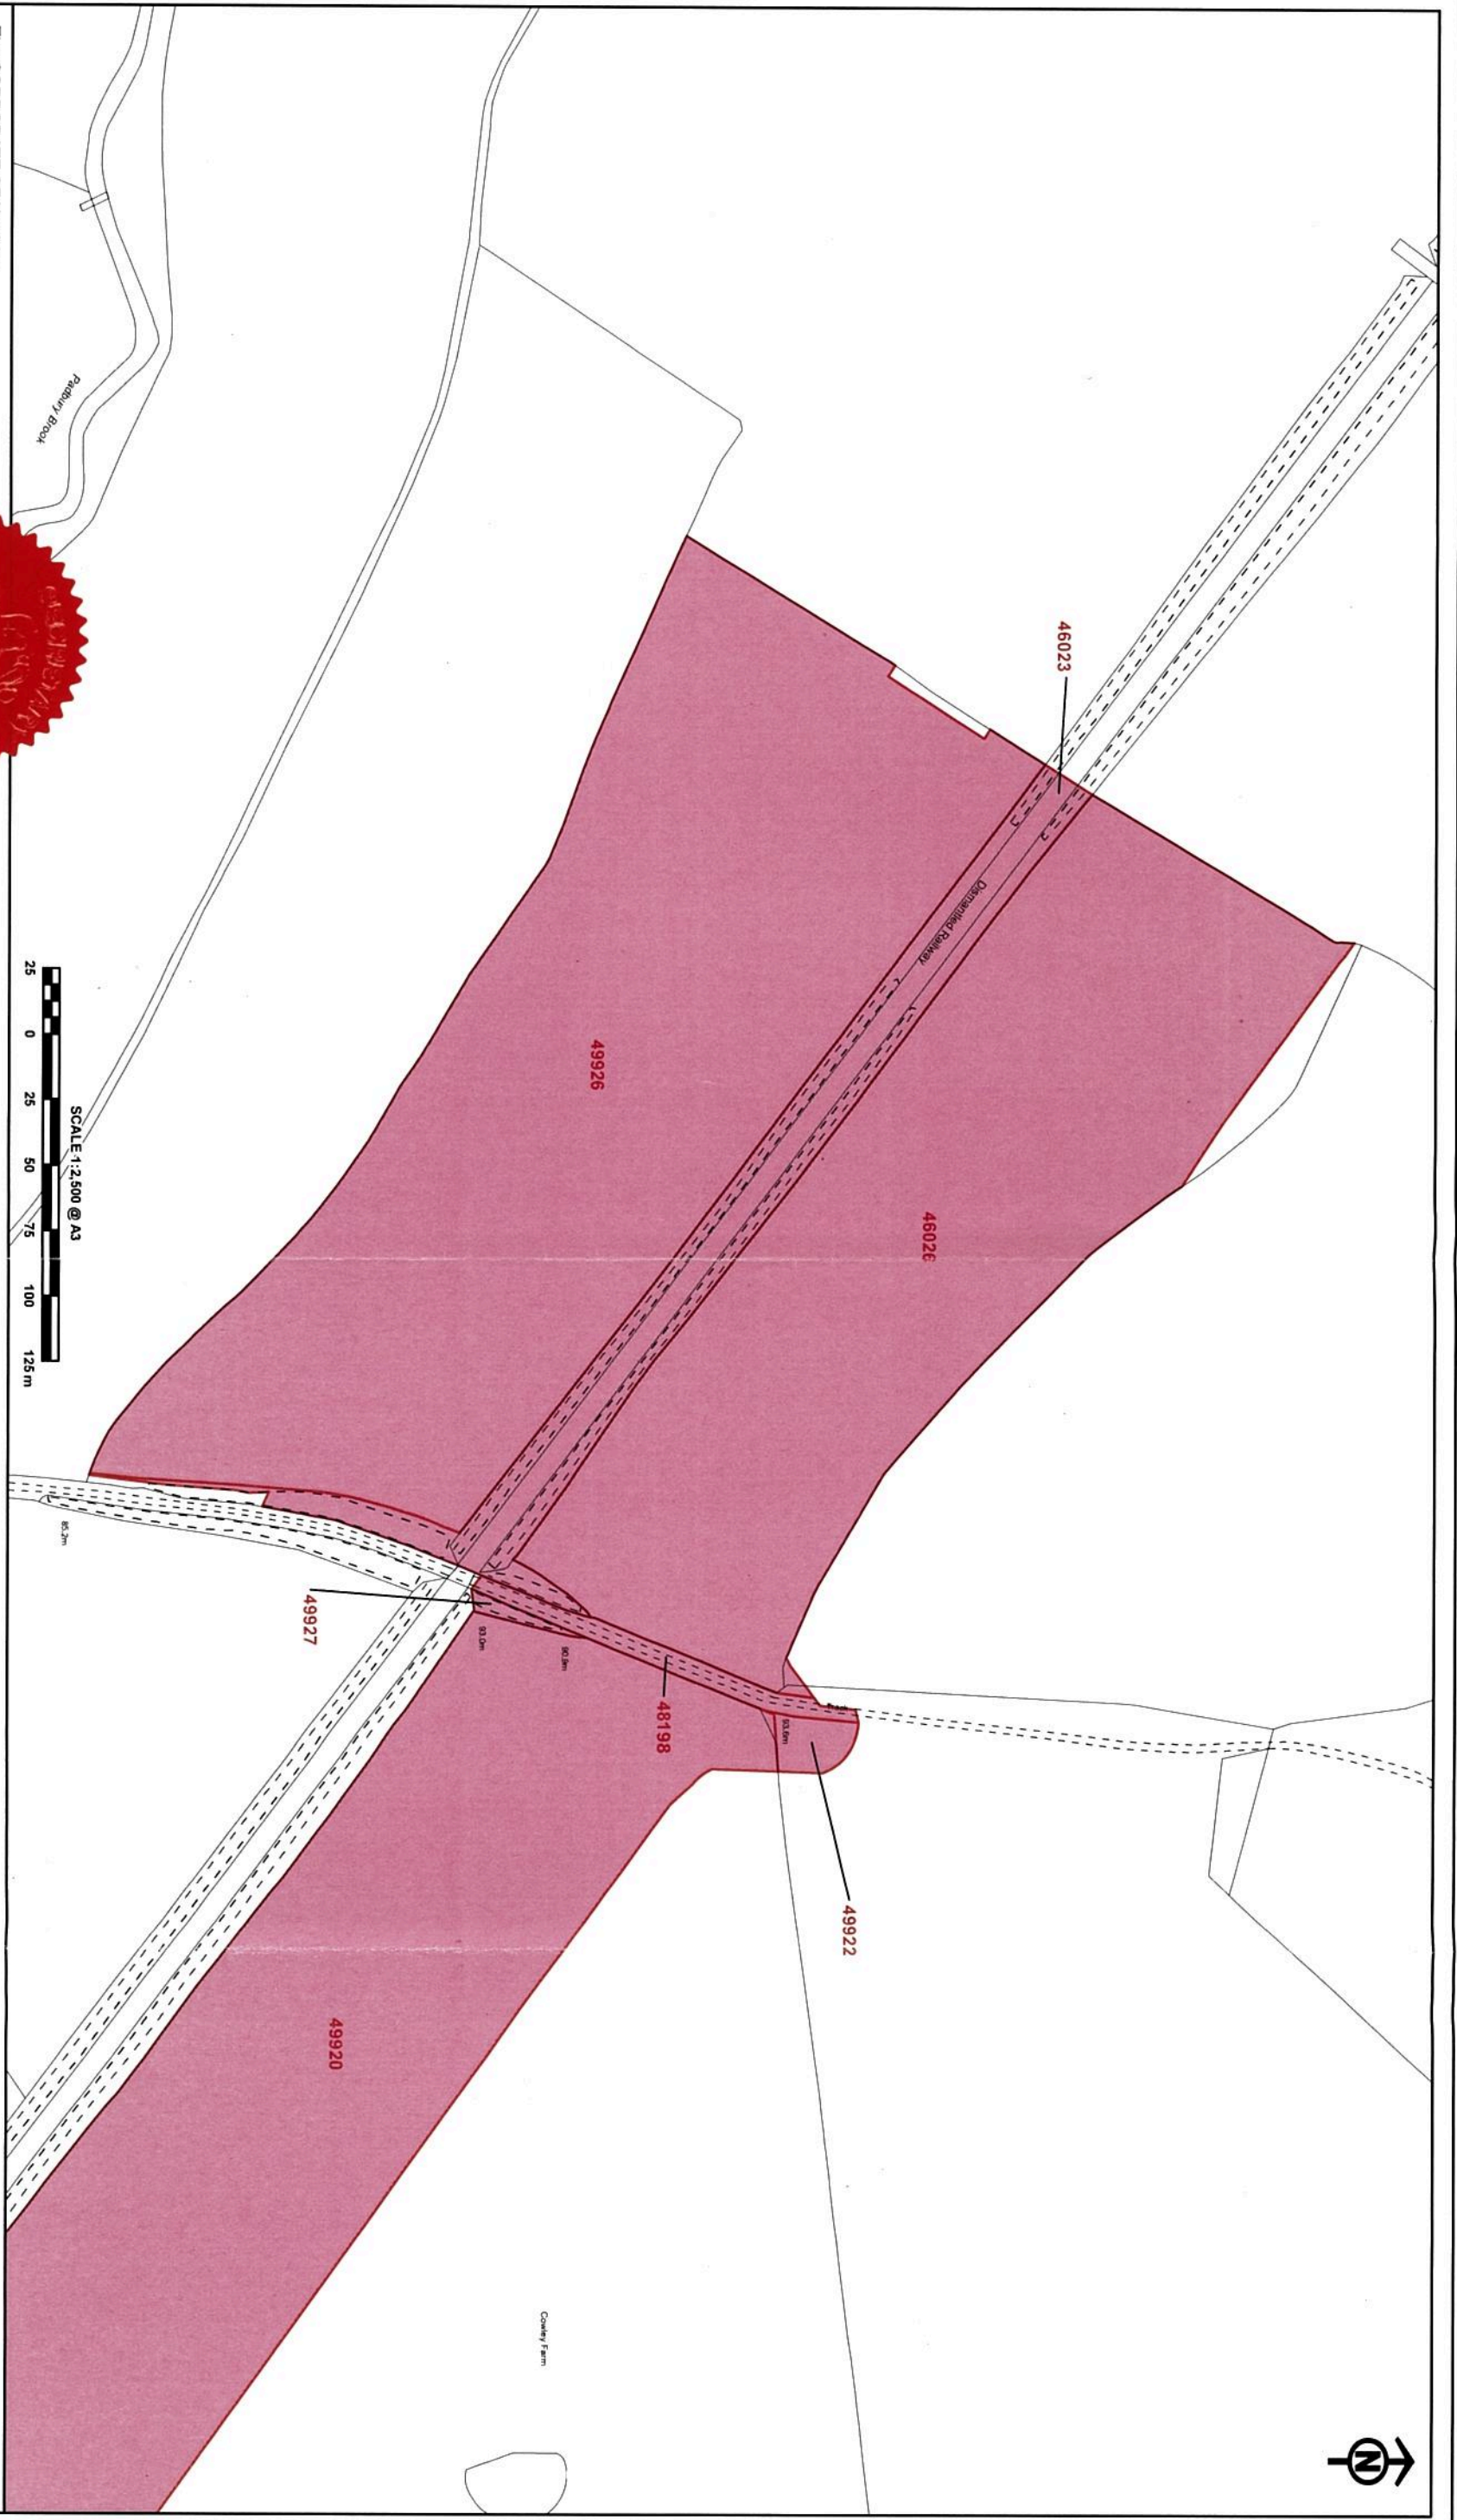 46023
Dismantled Railway
46026
49926
Padbury Brook
SCALE 1:2,500 @ A3
25 0 25 50 75 100 125 m
85.2m
49927
93.0m
90.8m
48198
93.6m
49922
49920
Cowley Farm
N